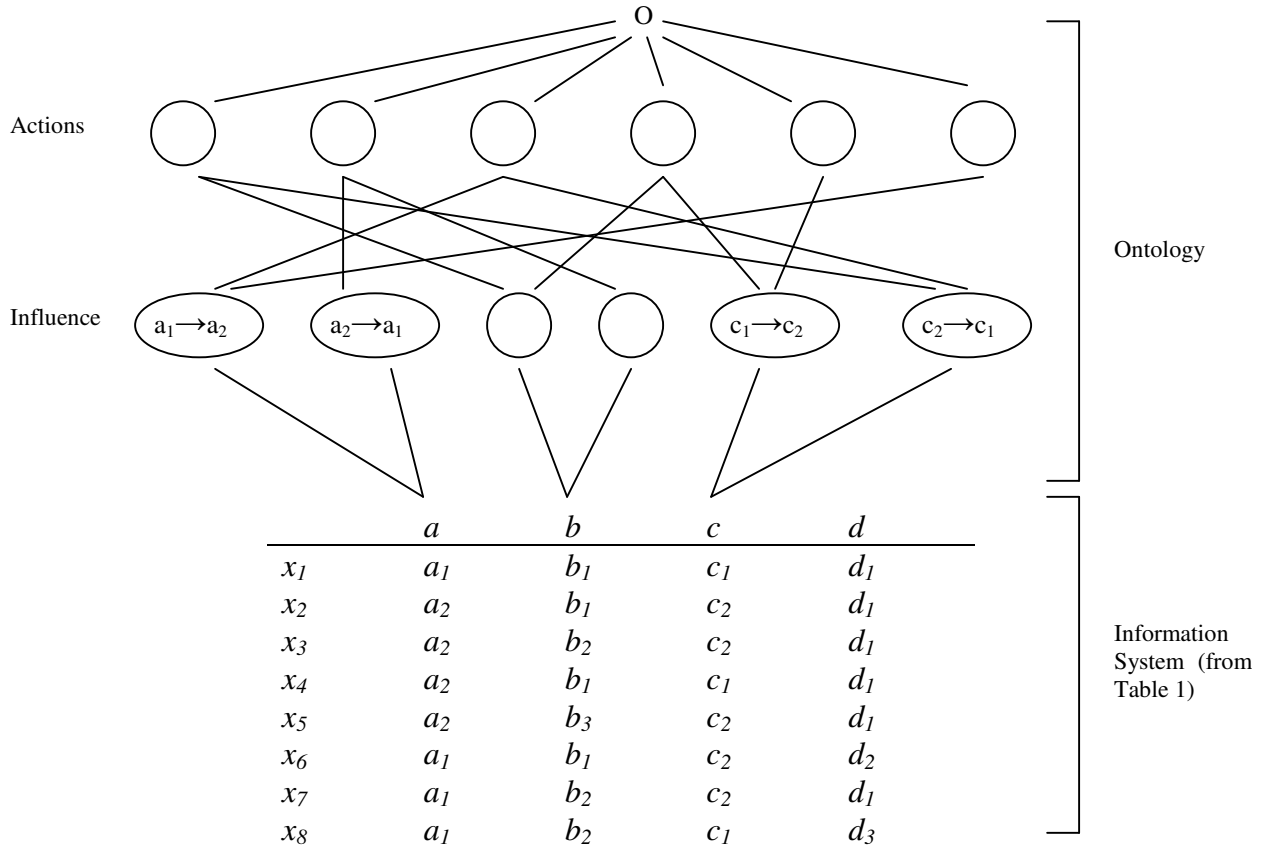 O
Actions
Ontology
Influence a₁→a₂ a₂→a₁ c₁→c₂ c₂→c₁
a b c d
x₁ a₁ b₁ c₁ d₁
x₂ a₂ b₁ c₂ d₁
x₃ a₂ b₂ c₂ d₁
x₄ a₂ b₁ c₁ d₁
x₅ a₂ b₃ c₂ d₁
x₆ a₁ b₁ c₂ d₂
x₇ a₁ b₂ c₂ d₁
x₈ a₁ b₂ c₁ d₃
Information
System (from
Table 1)